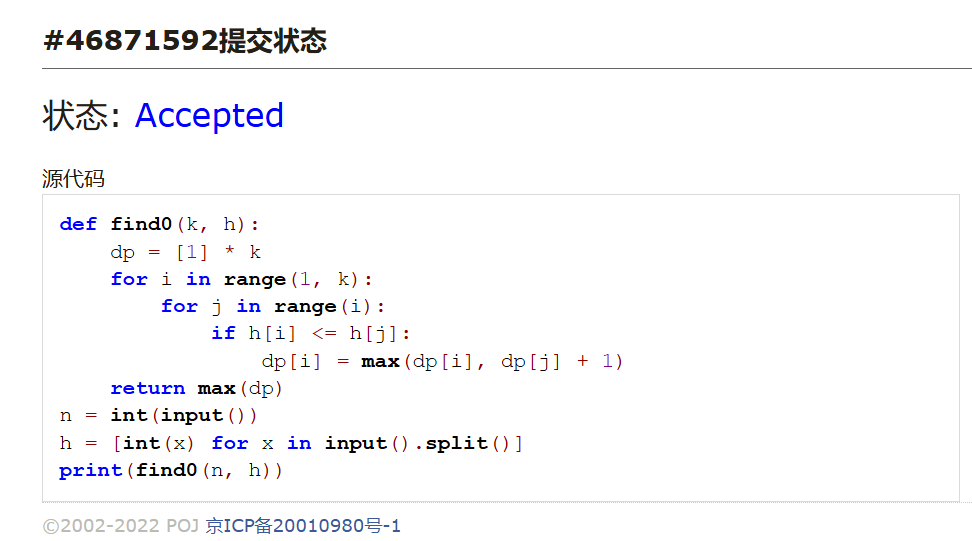 #46871592提交状态
状态: Accepted
源代码
def find0(k, h):
    dp = [1] * k
    for i in range(1, k):
        for j in range(i):
            if h[i] <= h[j]:
                dp[i] = max(dp[i], dp[j] + 1)
    return max(dp)
n = int(input())
h = [int(x) for x in input().split()]
print(find0(n, h))
©2002-2022 POJ 京ICP备20010980号-1